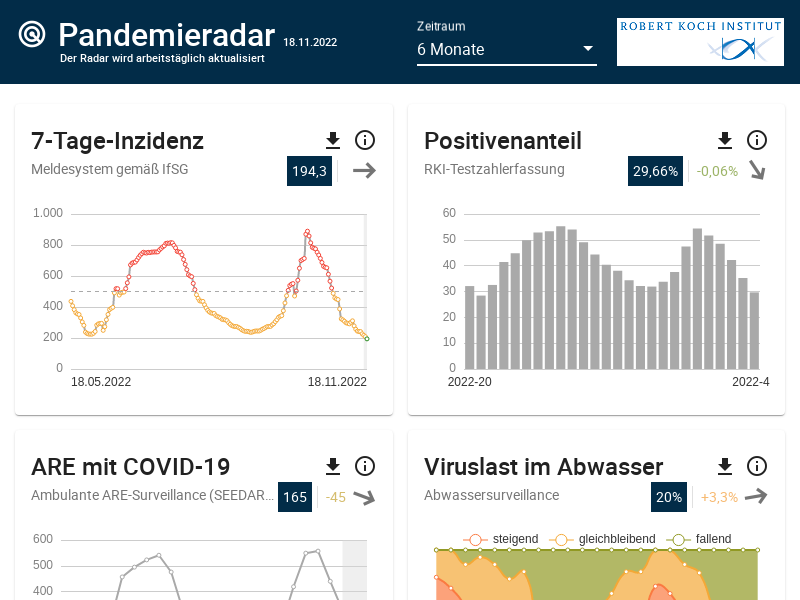 Pandemieradar 18.11.2022
Der Radar wird arbeitstäglich aktualisiert
Zeitraum
6 Monate
ROBERT KOCH INSTITUT
7-Tage-Inzidenz
Meldesystem gemäß IfSG
194,3
1.000
800
600
400
200
0
18.05.2022
18.11.2022
Positivenanteil
RKI-Testzahlerfassung
29,66%
-0,06%
60
50
40
30
20
10
0
2022-20
2022-4
ARE mit COVID-19
Ambulante ARE-Surveillance (SEEDAR...
165
-45
600
500
400
Viruslast im Abwasser
Abwassersurveillance
20%
+3,3%
steigend
gleichbleibend
fallend